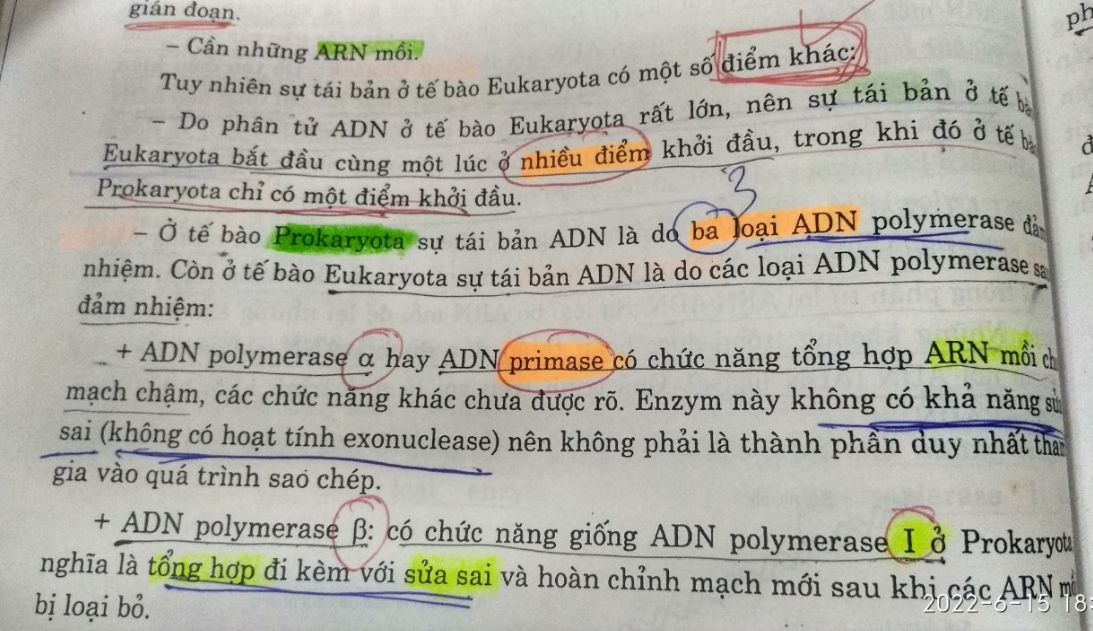 gián đoạn.
– Cần những ARN mồi.
Tuy nhiên sự tái bản ở tế bào Eukaryota có một số điểm khác:
– Do phân tử ADN ở tế bào Eukaryota rất lớn, nên sự tái bản ở tế
Eukaryota bắt đầu cùng một lúc ở nhiều điểm khởi đầu, trong khi đó ở tế
Prokaryota chỉ có một điểm khởi đầu.
3
– Ở tế bào Prokaryota sự tái bản ADN là do ba loại ADN polymerase
nhiệm. Còn ở tế bào Eukaryota sự tái bản ADN là do các loại ADN polymerase
đảm nhiệm:
+ ADN polymerase α hay ADN primase có chức năng tổng hợp ARN mồi
mạch chậm, các chức năng khác chưa được rõ. Enzym này không có khả năng
sai (không có hoạt tính exonuclease) nên không phải là thành phần duy nhất
gia vào quá trình sao chép.
+ ADN polymerase β: có chức năng giống ADN polymerase I ở Prokaryota
nghĩa là tổng hợp đi kèm với sửa sai và hoàn chỉnh mạch mới sau khi các ARN
bị loại bỏ.
2022-6-15 18: